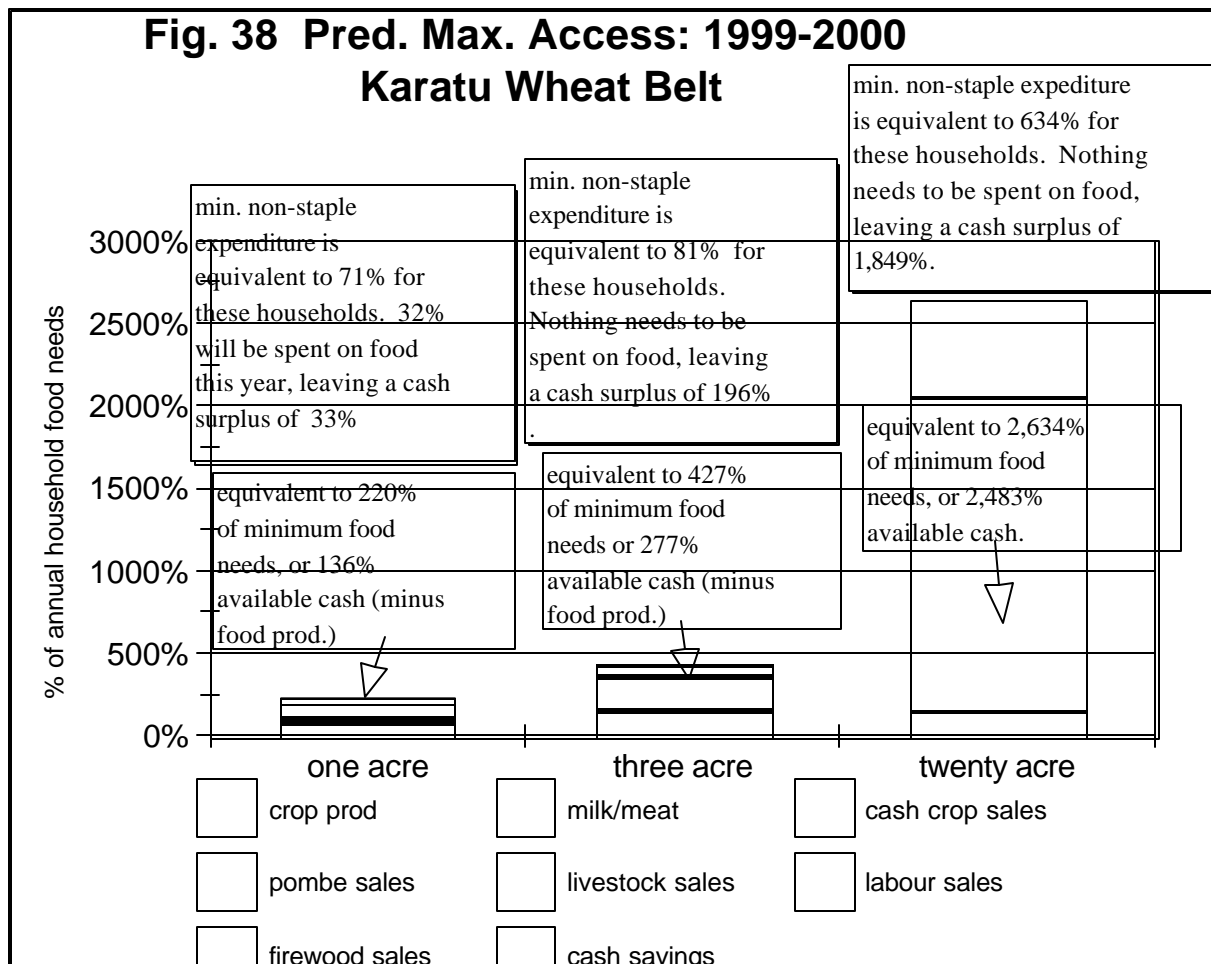 Fig. 38 Pred. Max. Access: 1999-2000
Karatu Wheat Belt
min. non-staple expediture
is equivalent to 634% for
these households. Nothing
needs to be spent on food,
leaving a cash surplus of
1,849%.
min. non-staple
expenditure is
equivalent to 81% for
these households.
Nothing needs to be
spent on food, leaving
a cash surplus of 196%
.
min. non-staple
expenditure is
equivalent to 71% for
these households. 32%
will be spent on food
this year, leaving a cash
surplus of 33%
equivalent to 220%
of minimum food
needs, or 136%
available cash (minus
food prod.)
equivalent to 427%
of minimum food
needs or 277%
available cash (minus
food prod.)
equivalent to 2,634%
of minimum food
needs, or 2,483%
available cash.
% of annual household food needs
3000%
2500%
2000%
1500%
1000%
500%
0%
one acre
three acre
twenty acre
crop prod
milk/meat
cash crop sales
pombe sales
livestock sales
labour sales
firewood sales
cash savings